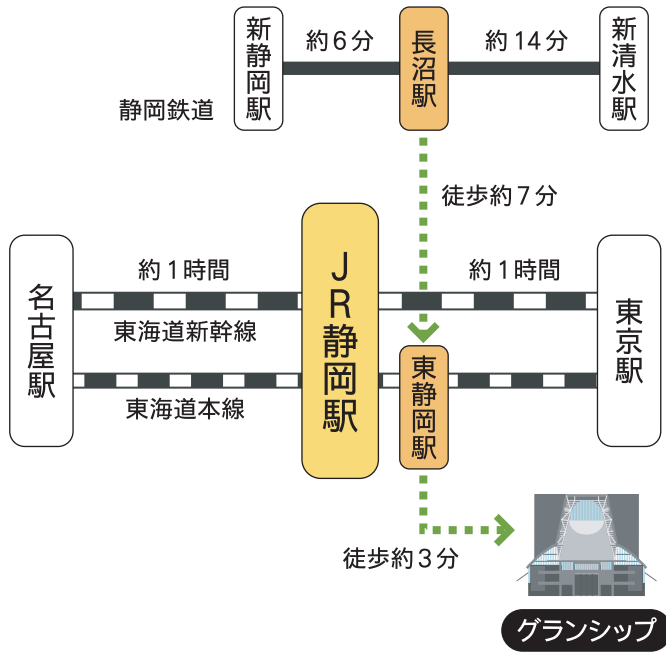 新静岡駅
約6分
長沼駅
約14分
新清水駅
静岡鉄道
徒歩約7分
名古屋駅
約1時間
東海道新幹線
東海道本線
JR静岡駅
約1時間
東静岡駅
東京駅
徒歩約3分
グランシップ